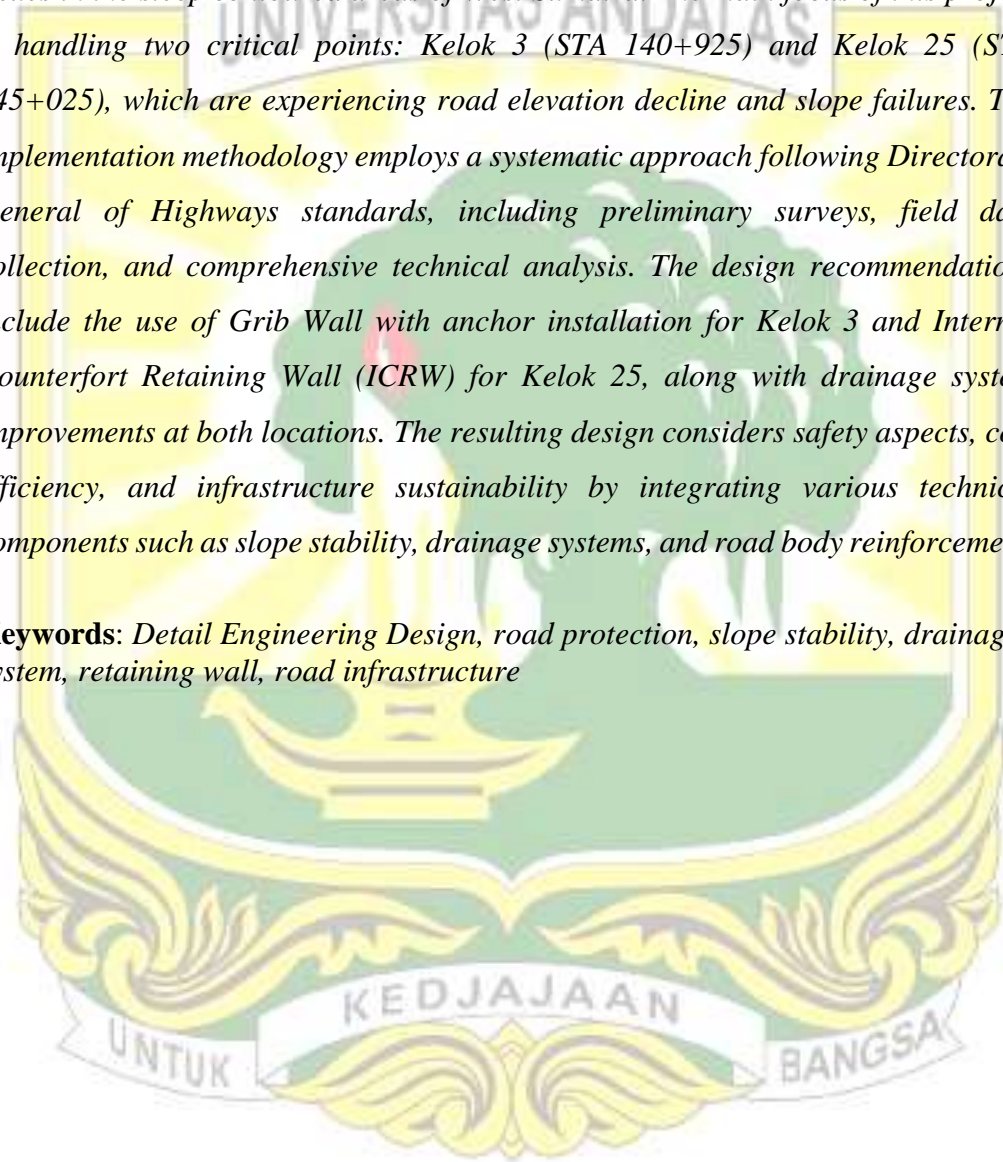 UNIVERSITAS ANDALAS
handling two critical points: Kelok 3 (STA 140+925) and Kelok 25 (ST
45+025), which are experiencing road elevation decline and slope failures. T
mplementation methodology employs a systematic approach following Directora
eneral of Highways standards, including preliminary surveys, field da
ollection, and comprehensive technical analysis. The design recommendation
nclude the use of Grib Wall with anchor installation for Kelok 3 and Intern
ounterfort Retaining Wall (ICRW) for Kelok 25, along with drainage syste
mprovements at both locations. The resulting design considers safety aspects, co
fficiency, and infrastructure sustainability by integrating various technic
omponents such as slope stability, drainage systems, and road body reinforceme
eywords: Detail Engineering Design, road protection, slope stability, drainag
ystem, retaining wall, road infrastructure
KEDJAJAAN
UNTUK BANGSA